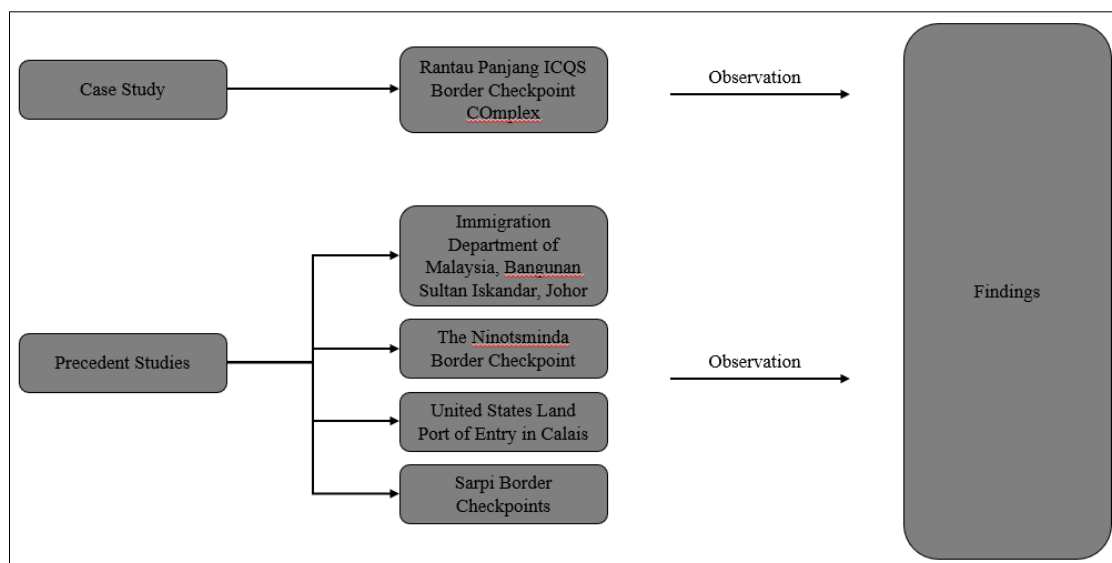 Case Study
Rantau Panjang ICQS
Border Checkpoint
COmplex
Observation
Immigration
Department of
Malaysia, Bangunan
Sultan Iskandar, Johor
Precedent Studies
The Ninotsminda
Border Checkpoint
United States Land
Port of Entry in Calais
Sarpi Border
Checkpoints
Observation
Findings